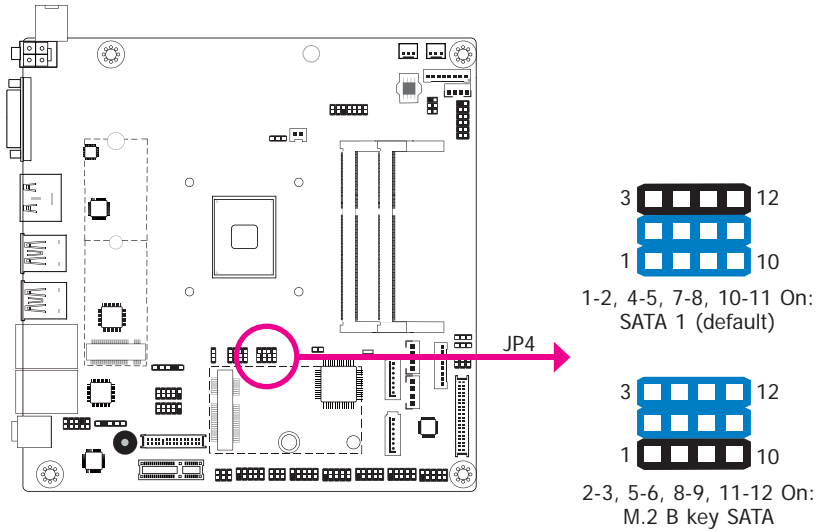 3 12
1 10
1-2, 4-5, 7-8, 10-11 On:
SATA 1 (default)
JP4
3 12
1 10
2-3, 5-6, 8-9, 11-12 On:
M.2 B key SATA